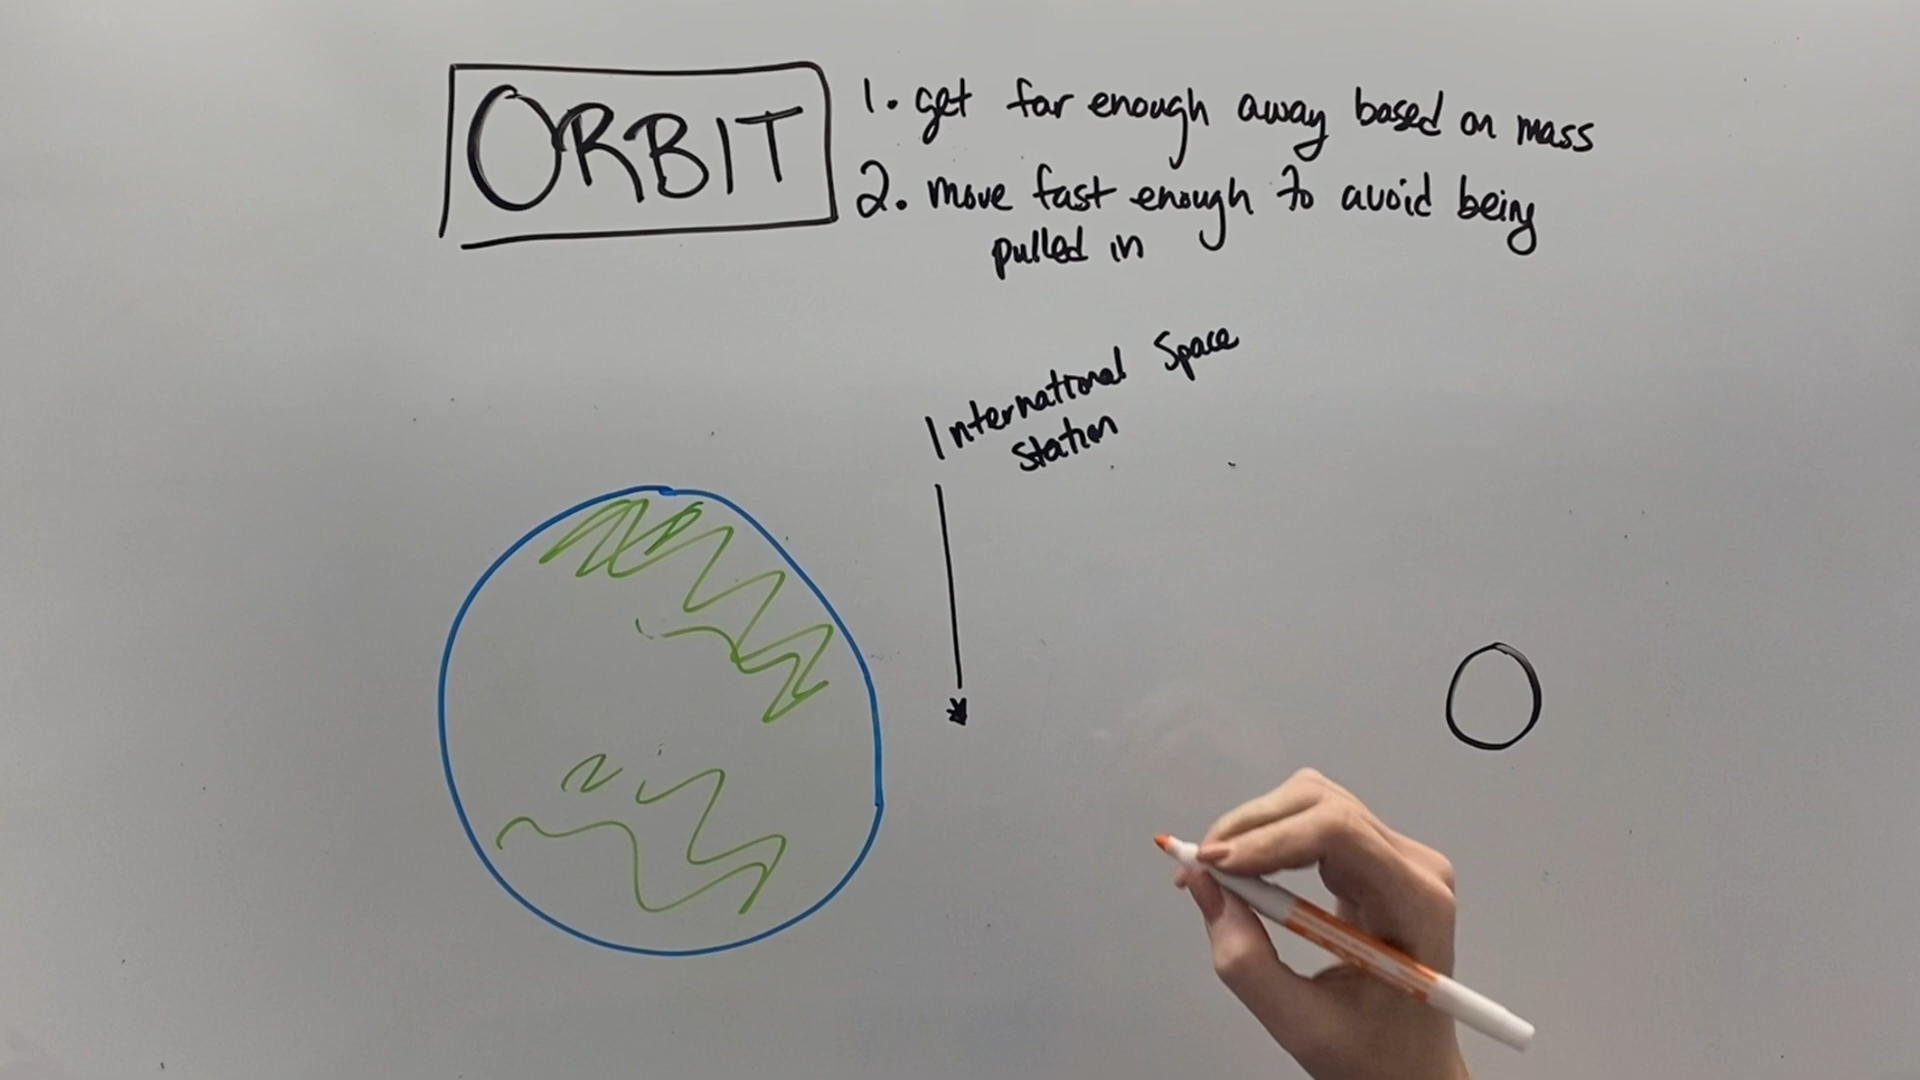 ORBIT
1. get far enough away based on mass
2. move fast enough to avoid being
pulled in
International Space
Station